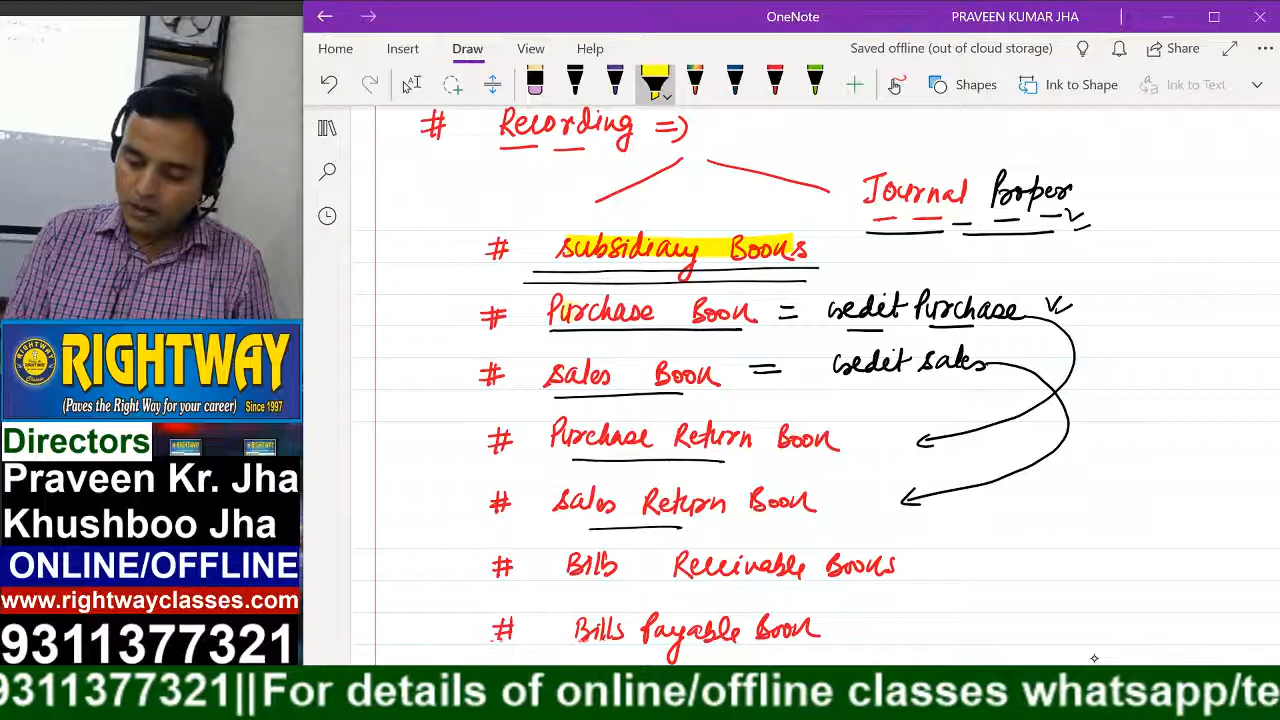 OneNote
PRAVEEN KUMAR JHA
Home Insert Draw View Help
Saved offline (out of cloud storage)
Share
Shapes
Ink to Shape
Ink to Text
# Recording =>
Journal Proper
# subsidiary Books
# Purchase Book = credit Purchase
# Sales Book = credit sales
# Purchase Return Book
# Sales Return Book
# Bills Receivable Books
# Bills Payable Book
RIGHTWAY
(Paves the Right Way for your career) Since 1997
Directors
Praveen Kr. Jha
Khushboo Jha
ONLINE/OFFLINE
www.rightwayclasses.com
9311377321
9311377321||For details of online/offline classes whatsapp/te